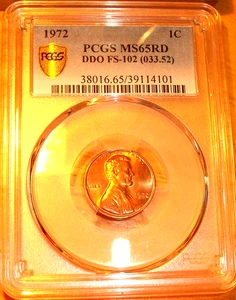 1972 1C
PCGS PCGS MS65RD
DDO FS-102 (033.52)
38016.65/39114101